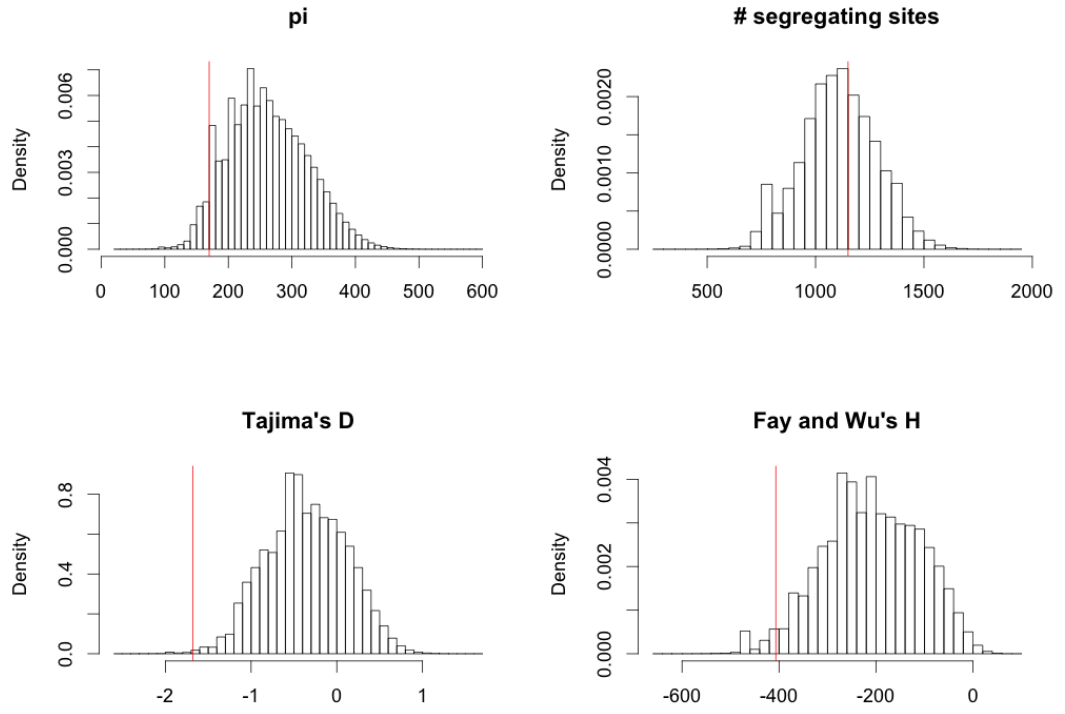 pi
Density
0.000 0.003 0.006
0 100 200 300 400 500 600
# segregating sites
Density
0.0000 0.0010 0.0020
500 1000 1500 2000
Tajima's D
Density
0.0 0.4 0.8
-2 -1 0 1
Fay and Wu's H
Density
0.000 0.002 0.004
-600 -400 -200 0